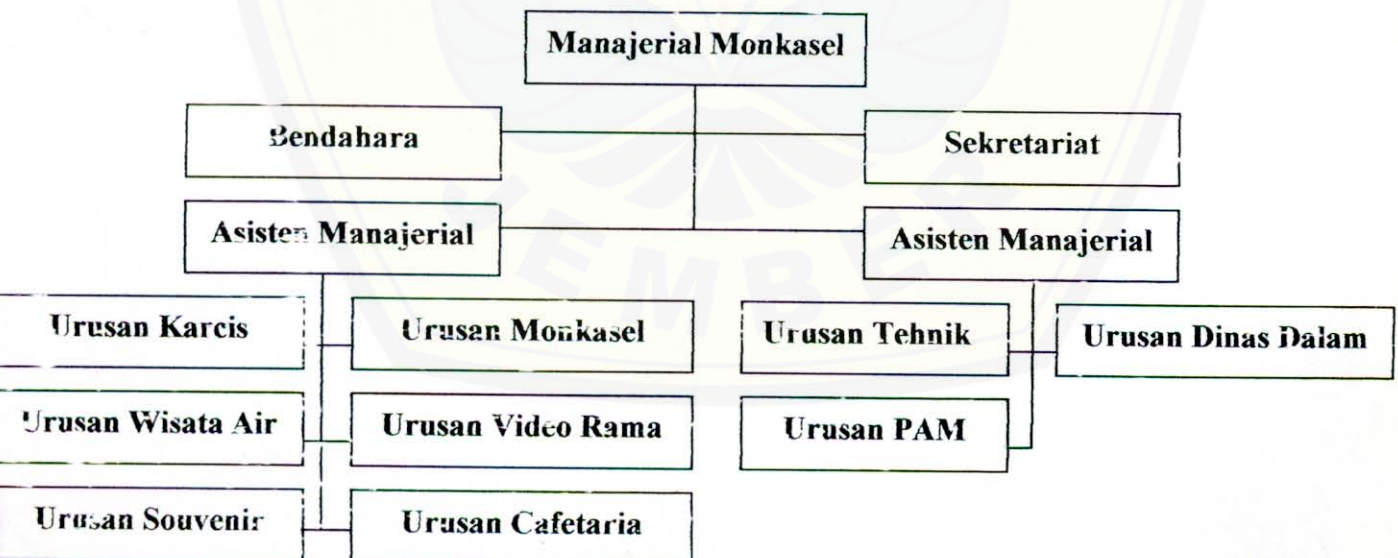 Manajerial Monkasel
Bendahara
Sekretariat
Asisten Manajerial
Asisten Manajerial
Urusan Karcis
Urusan Monkasel
Urusan Tehnik
Urusan Dinas Dalam
Urusan Wisata Air
Urusan Video Rama
Urusan PAM
Urusan Souvenir
Urusan Cafetaria
JEMBER